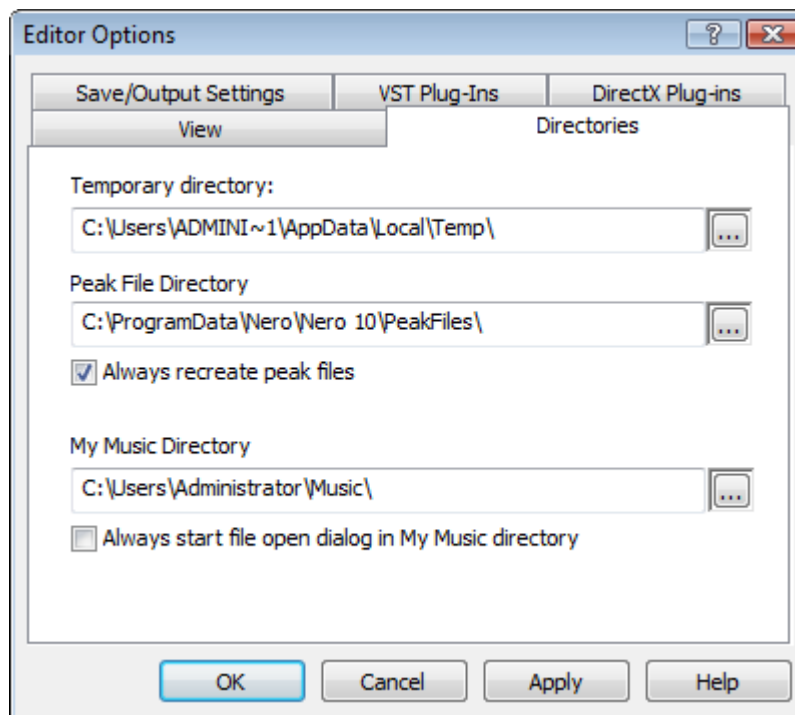 Editor Options
Save/Output Settings VST Plug-Ins DirectX Plug-ins
View Directories
Temporary directory:
C:\Users\ADMINI~1\AppData\Local\Temp\ ...
Peak File Directory
C:\ProgramData\Nero\Nero 10\PeakFiles\ ...
Always recreate peak files
My Music Directory
C:\Users\Administrator\Music\ ...
Always start file open dialog in My Music directory
OK Cancel Apply Help